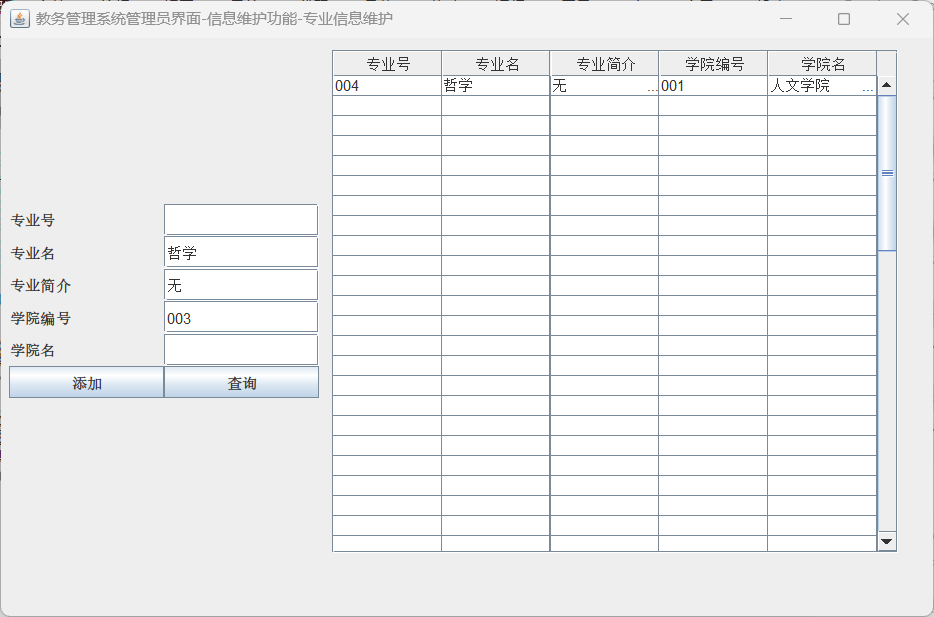 教务管理系统管理员界面-信息维护功能-专业信息维护
专业号 专业名 专业简介 学院编号 学院名
004 哲学 无 ... 001 人文学院 ...
专业号
专业名 哲学
专业简介 无
学院编号 003
学院名
添加 查询